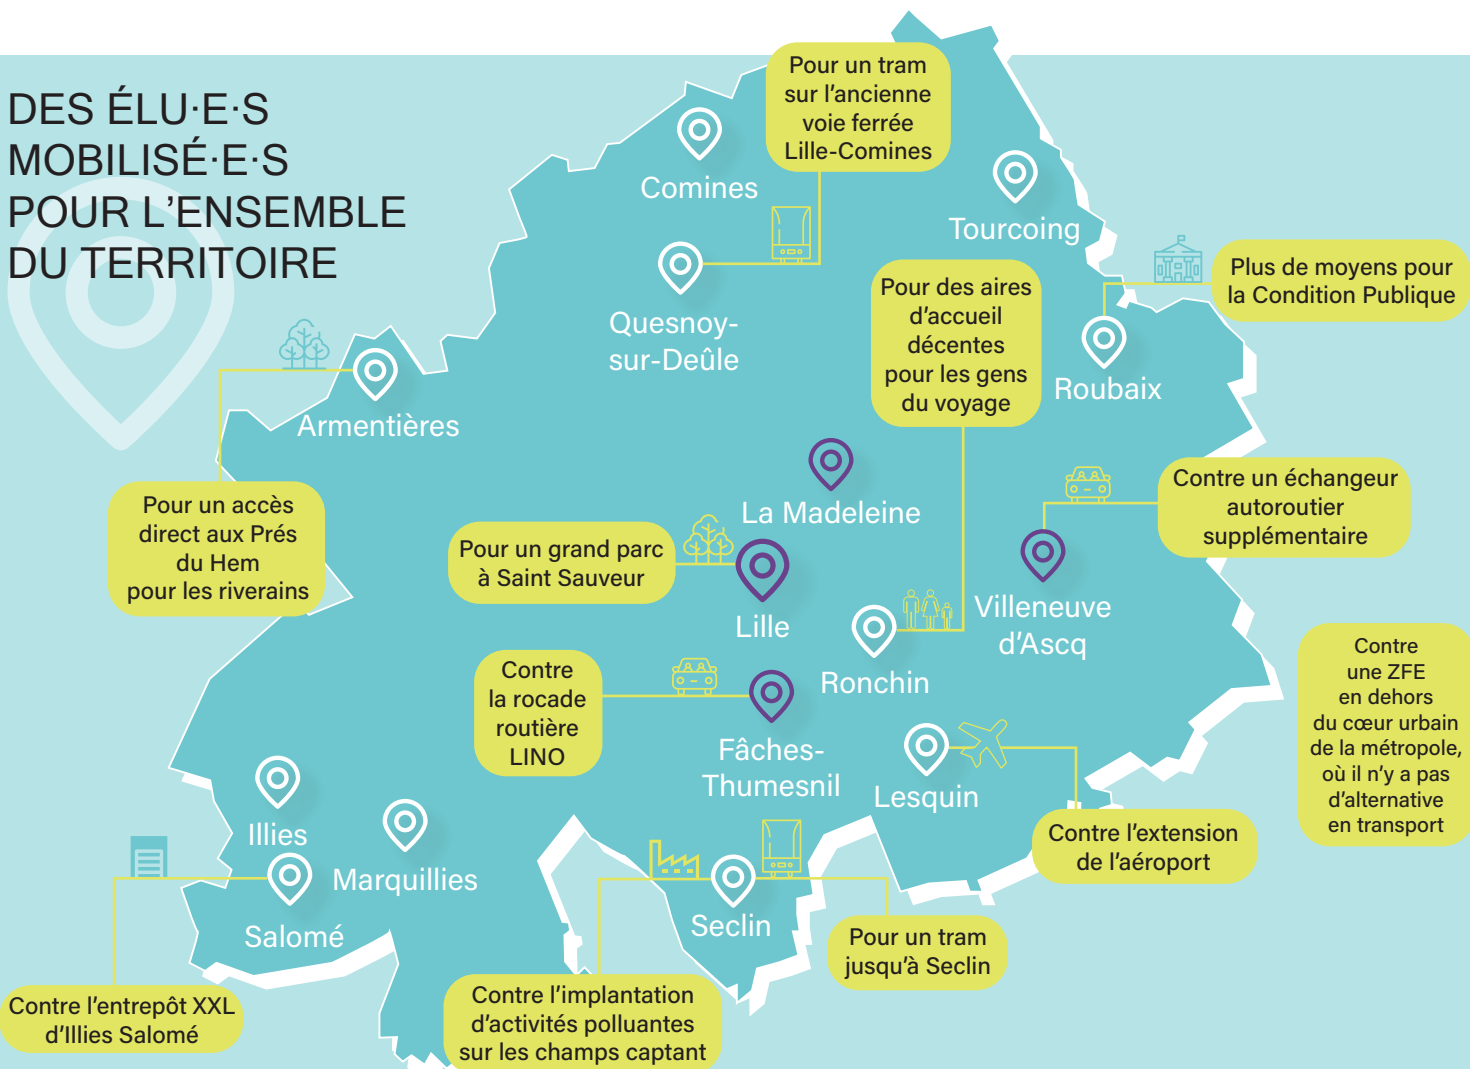 DES ÉLU·E·S
MOBILISÉ·E·S
POUR L'ENSEMBLE
DU TERRITOIRE
Pour un tram
sur l'ancienne
voie ferrée
Lille-Comines
Comines
Tourcoing
Quesnoy-
sur-Deûle
Pour des aires
d'accueil
décentes
pour les gens
du voyage
Plus de moyens pour
la Condition Publique
Roubaix
Armentières
Pour un accès
direct aux Prés
du Hem
pour les riverains
La Madeleine
Contre un échangeur
autoroutier
supplémentaire
Pour un grand parc
à Saint Sauveur
Lille
Villeneuve
d'Ascq
Ronchin
Contre
la rocade
routière
LINO
Fâches-
Thumesnil
Lesquin
Contre
une ZFE
en dehors
du cœur urbain
de la métropole,
où il n'y a pas
d'alternative
en transport
Illies
Marquillies
Salomé
Contre l'extension
de l'aéroport
Seclin
Pour un tram
jusqu'à Seclin
Contre l'entrepôt XXL
d'Illies Salomé
Contre l'implantation
d'activités polluantes
sur les champs captant